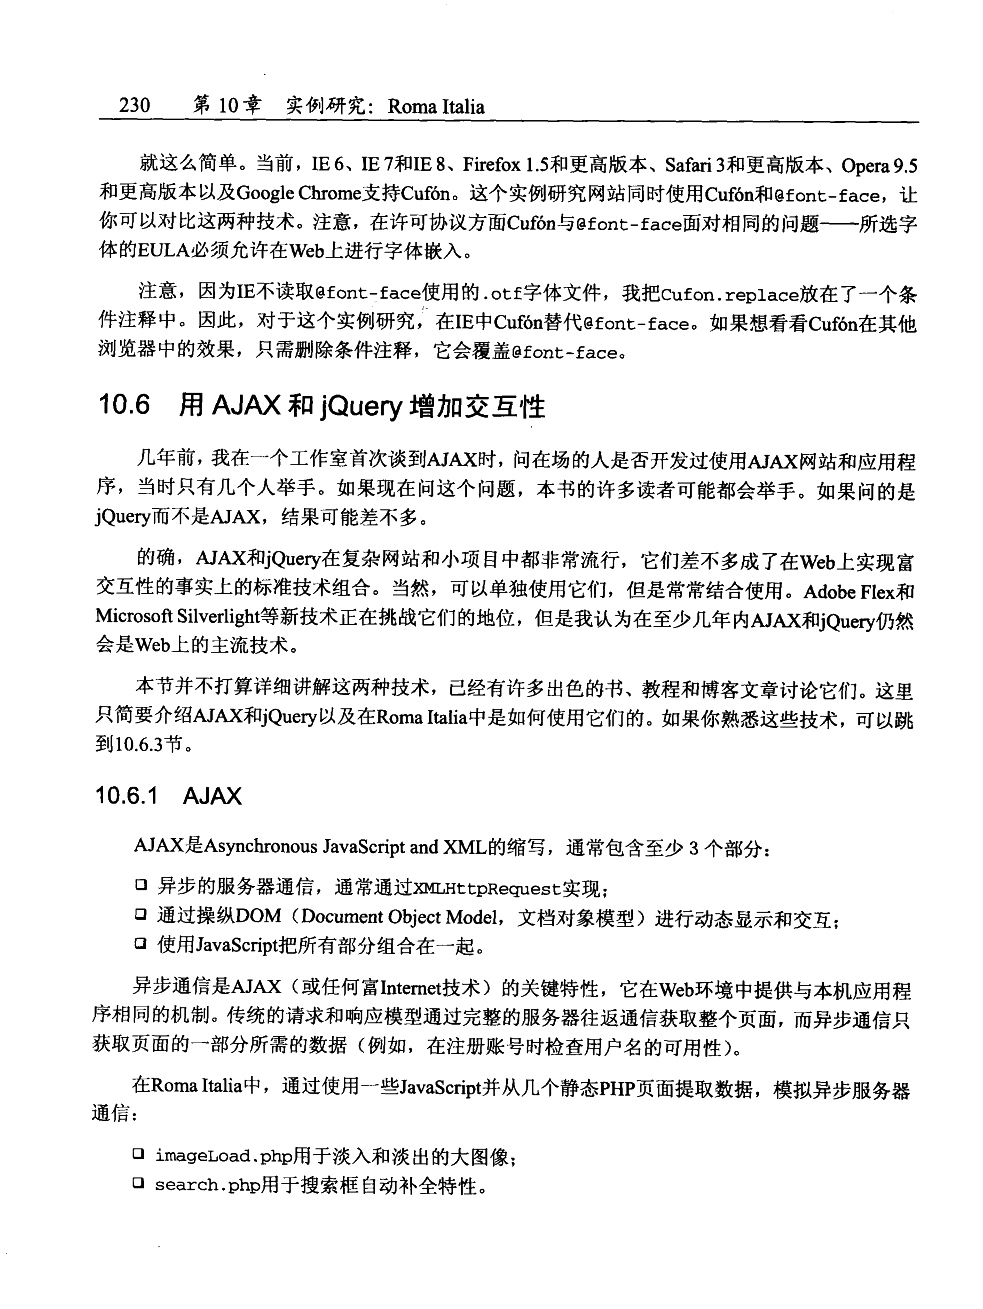 230 第 10 章 实例研究：Roma Italia
就这么简单。当前，IE 6、IE 7和IE 8、Firefox 1.5和更高版本、Safari 3和更高版本、Opera 9.5
和更高版本以及Google Chrome支持Cufón。这个实例研究网站同时使用Cufón和@font-face，让
你可以对比这两种技术。注意，在许可协议方面Cufón与@font-face面对相同的问题——所选字
体的EULA必须允许在Web上进行字体嵌入。
注意，因为IE不读取@font-face使用的.otf字体文件，我把Cufon.replace放在了一个条
件注释中。因此，对于这个实例研究，在IE中Cufón替代@font-face。如果想看看Cufón在其他
浏览器中的效果，只需删除条件注释，它会覆盖@font-face。
10.6 用 AJAX 和 jQuery 增加交互性
几年前，我在一个工作室首次谈到AJAX时，问在场的人是否开发过使用AJAX网站和应用程
序，当时只有几个人举手。如果现在问这个问题，本书的许多读者可能都会举手。如果问的是
jQuery而不是AJAX，结果可能差不多。
的确，AJAX和jQuery在复杂网站和小项目中都非常流行，它们差不多成了在Web上实现富
交互性的事实上的标准技术组合。当然，可以单独使用它们，但是常常结合使用。Adobe Flex和
Microsoft Silverlight等新技术正在挑战它们的地位，但是我认为在至少几年内AJAX和jQuery仍然
会是Web上的主流技术。
本节并不打算详细讲解这两种技术，已经有许多出色的书、教程和博客文章讨论它们。这里
只简要介绍AJAX和jQuery以及在Roma Italia中是如何使用它们的。如果你熟悉这些技术，可以跳
到10.6.3节。
10.6.1 AJAX
AJAX是Asynchronous JavaScript and XML的缩写，通常包含至少 3 个部分：
❑ 异步的服务器通信，通常通过XMLHttpRequest实现；
❑ 通过操纵DOM（Document Object Model，文档对象模型）进行动态显示和交互；
❑ 使用JavaScript把所有部分组合在一起。
异步通信是AJAX（或任何富Internet技术）的关键特性，它在Web环境中提供与本机应用程
序相同的机制。传统的请求和响应模型通过完整的服务器往返通信获取整个页面，而异步通信只
获取页面的一部分所需的数据（例如，在注册账号时检查用户名的可用性）。
在Roma Italia中，通过使用一些JavaScript并从几个静态PHP页面提取数据，模拟异步服务器
通信：
❑ imageLoad.php用于淡入和淡出的大图像；
❑ search.php用于搜索框自动补全特性。